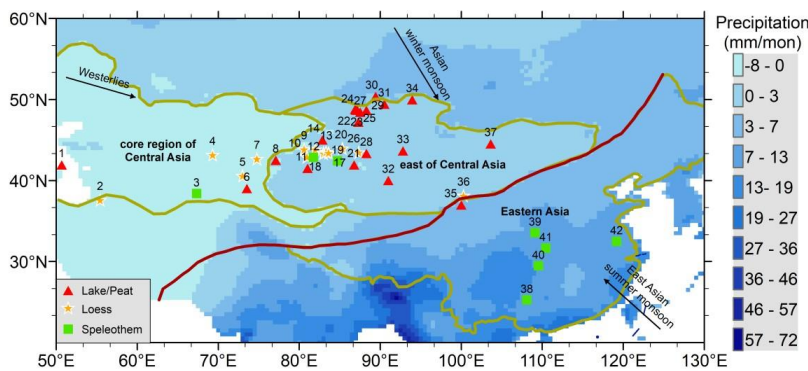 60°N
50°N
40°N
30°N
50°E
60°E
70°E
80°E
90°E
100°E
110°E
120°E
130°E
Westerlies
Asian
winter monsoon
core region of
Central Asia
east of Central Asia
Eastern Asia
East Asian
summer monsoon
1
2
3
4
5
6
7
8
9
10
11
12
13
14
17
18
19
20
21
22
23
24
25
26
27
28
29
30
31
32
33
34
35
36
37
38
39
40
41
42
Lake/Peat
Loess
Speleothem
Precipitation
(mm/mon)
-8 - 0
0 - 3
3 - 7
7 - 13
13- 19
19 - 27
27 - 36
36 - 46
46 - 57
57 - 72